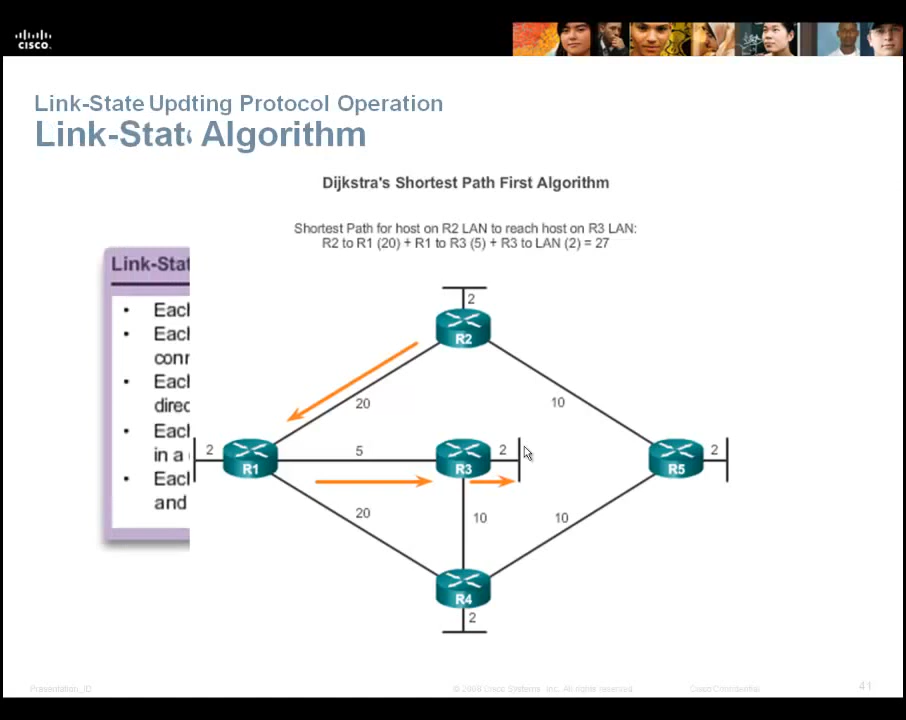 CISCO
Link-State Updting Protocol Operation
Link-State Algorithm
Dijkstra's Shortest Path First Algorithm
Shortest Path for host on R2 LAN to reach host on R3 LAN:
R2 to R1 (20) + R1 to R3 (5) + R3 to LAN (2) = 27
Link-Stat
• Each
• Each
conn
• Each
direc
• Each
in a
• Each
and
2
R2
20
10
2
5
2
2
R1
R3
R5
20
10
10
R4
2
Presentation_ID
© 2008 Cisco Systems, Inc. All rights reserved.
Cisco Confidential
41